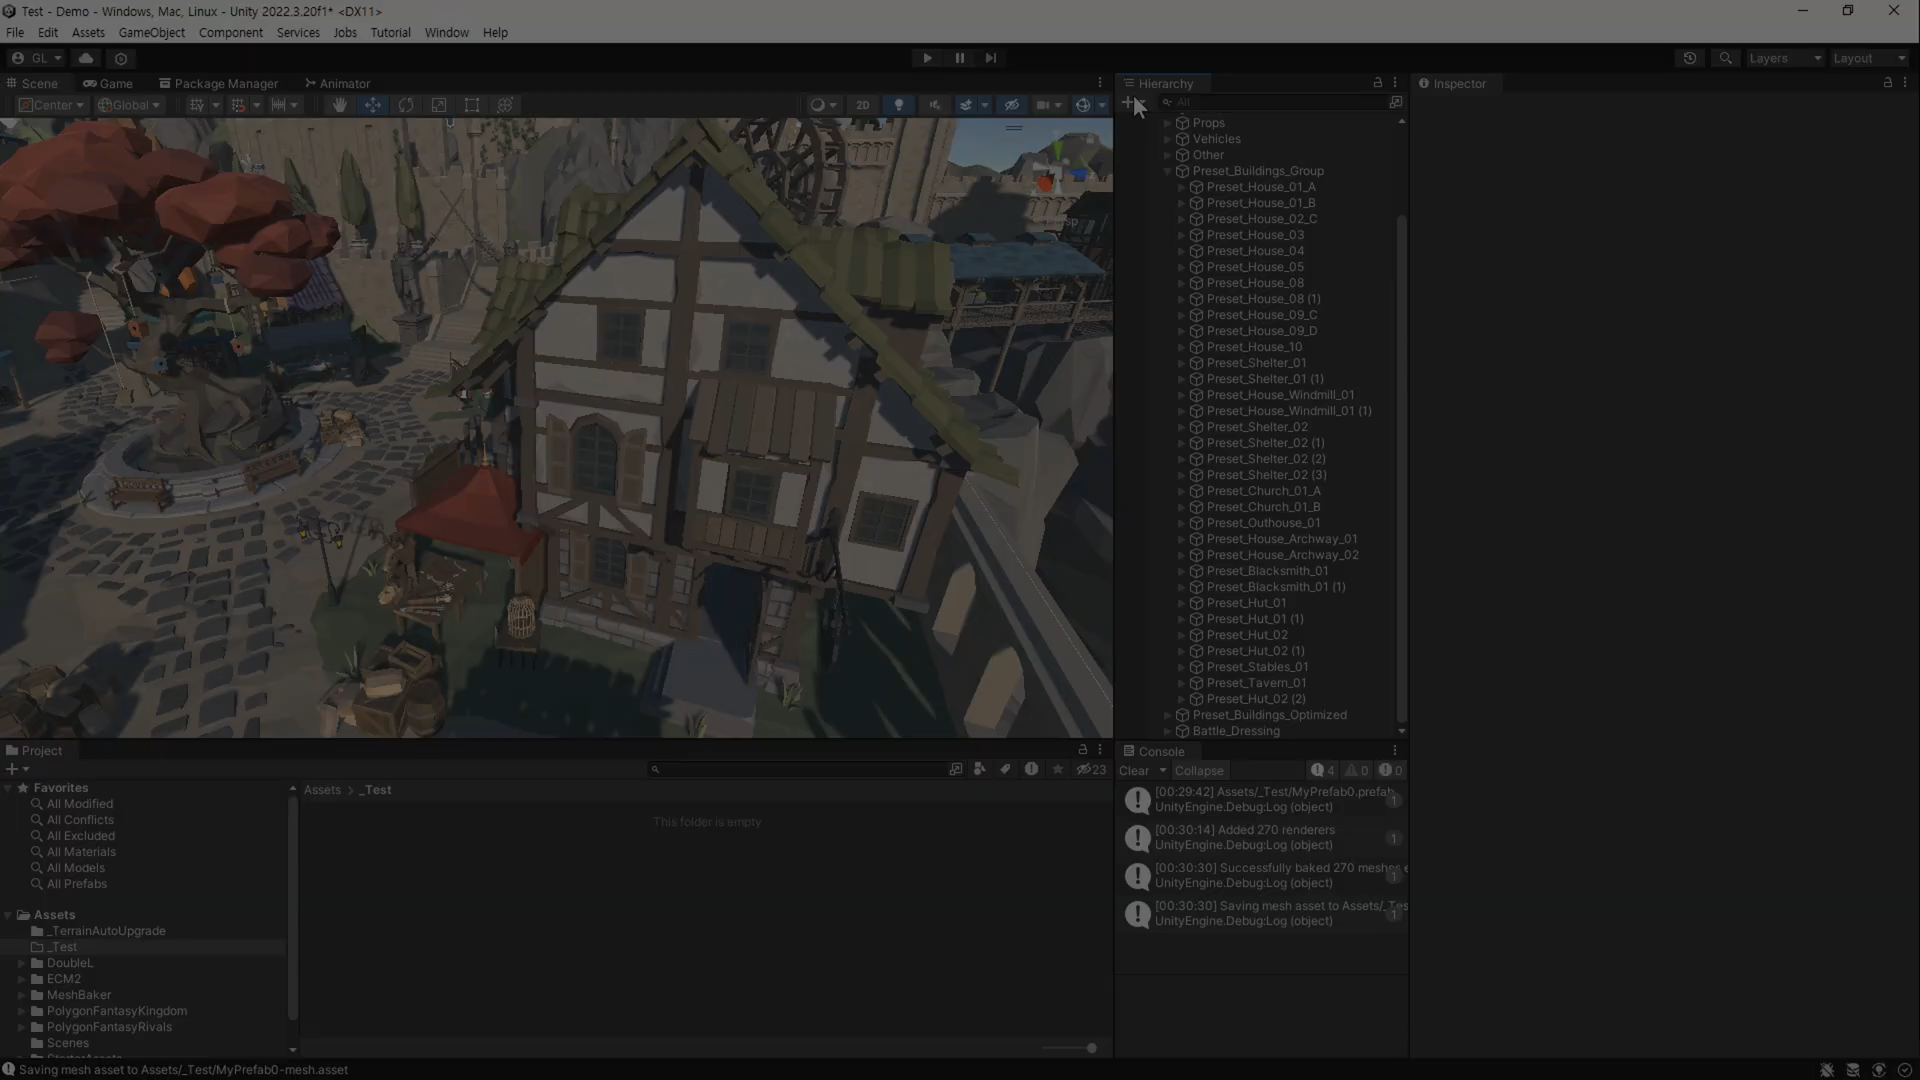 Test - Demo - Windows, Mac, Linux - Unity 2022.3.20f1* <DX11>
File Edit Assets GameObject Component Services Jobs Tutorial Window Help
GL Layers Layout
Scene Game Package Manager Animator
Center Global 2D
Hierarchy
All
Props
Vehicles
Other
Preset_Buildings_Group
Preset_House_01_A
Preset_House_01_B
Preset_House_02_C
Preset_House_03
Preset_House_04
Preset_House_05
Preset_House_08
Preset_House_08 (1)
Preset_House_09_C
Preset_House_09_D
Preset_House_10
Preset_Shelter_01
Preset_Shelter_01 (1)
Preset_House_Windmill_01
Preset_House_Windmill_01 (1)
Preset_Shelter_02
Preset_Shelter_02 (1)
Preset_Shelter_02 (2)
Preset_Shelter_02 (3)
Preset_Church_01_A
Preset_Church_01_B
Preset_Outhouse_01
Preset_House_Archway_01
Preset_House_Archway_02
Preset_Blacksmith_01
Preset_Blacksmith_01 (1)
Preset_Hut_01
Preset_Hut_01 (1)
Preset_Hut_02
Preset_Hut_02 (1)
Preset_Stables_01
Preset_Tavern_01
Preset_Hut_02 (2)
Preset_Buildings_Optimized
Battle_Dressing
Inspector
Project
23
Favorites
All Modified
All Conflicts
All Excluded
All Materials
All Models
All Prefabs
Assets
_TerrainAutoUpgrade
_Test
DoubleL
ECM2
MeshBaker
PolygonFantasyKingdom
PolygonFantasyRivals
Scenes
Assets > _Test
This folder is empty
Console
Clear Collapse 4 0 0
[00:29:42] Assets/_Test/MyPrefab0.prefab
UnityEngine.Debug:Log (object)
1
[00:30:14] Added 270 renderers
UnityEngine.Debug:Log (object)
1
[00:30:30] Successfully baked 270 meshes e
UnityEngine.Debug:Log (object)
1
[00:30:30] Saving mesh asset to Assets/_Tes
UnityEngine.Debug:Log (object)
1
Saving mesh asset to Assets/_Test/MyPrefab0-mesh.asset